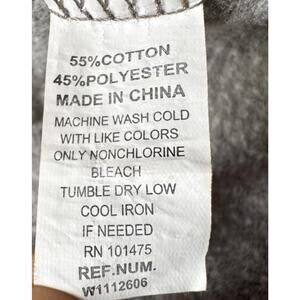 55%COTTON
45%POLYESTER
MADE IN CHINA
MACHINE WASH COLD
WITH LIKE COLORS
ONLY NONCHLORINE
BLEACH
TUMBLE DRY LOW
COOL IRON
IF NEEDED
RN 101475
REF.NUM.
W1112606